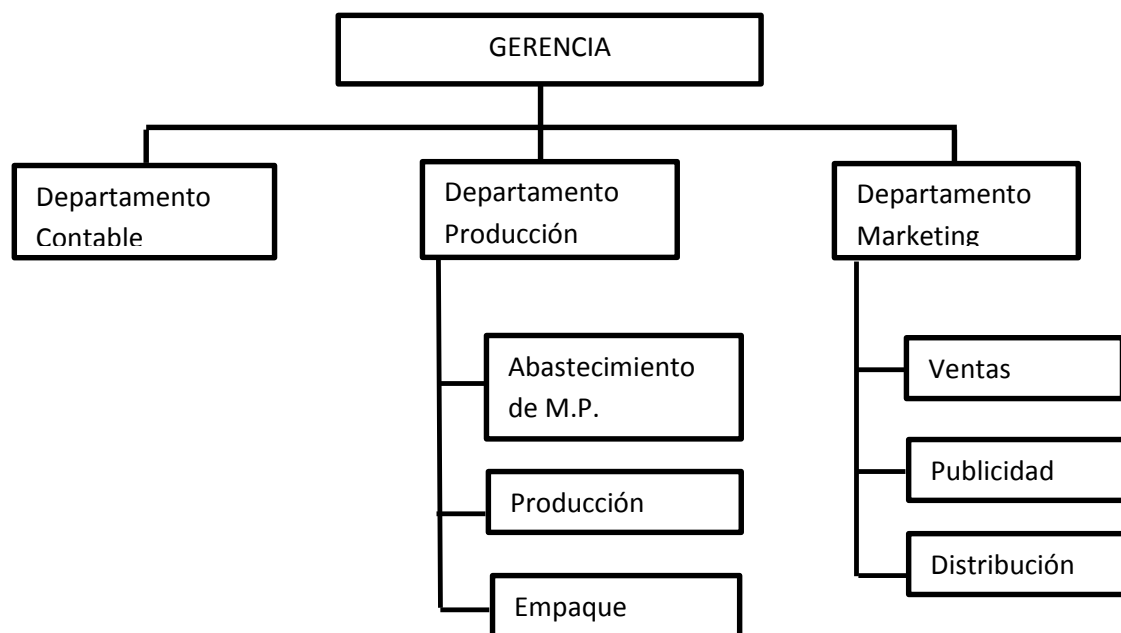 GERENCIA
Departamento
Contable
Departamento
Producción
Departamento
Marketing
Abastecimiento
de M.P.
Producción
Empaque
Ventas
Publicidad
Distribución